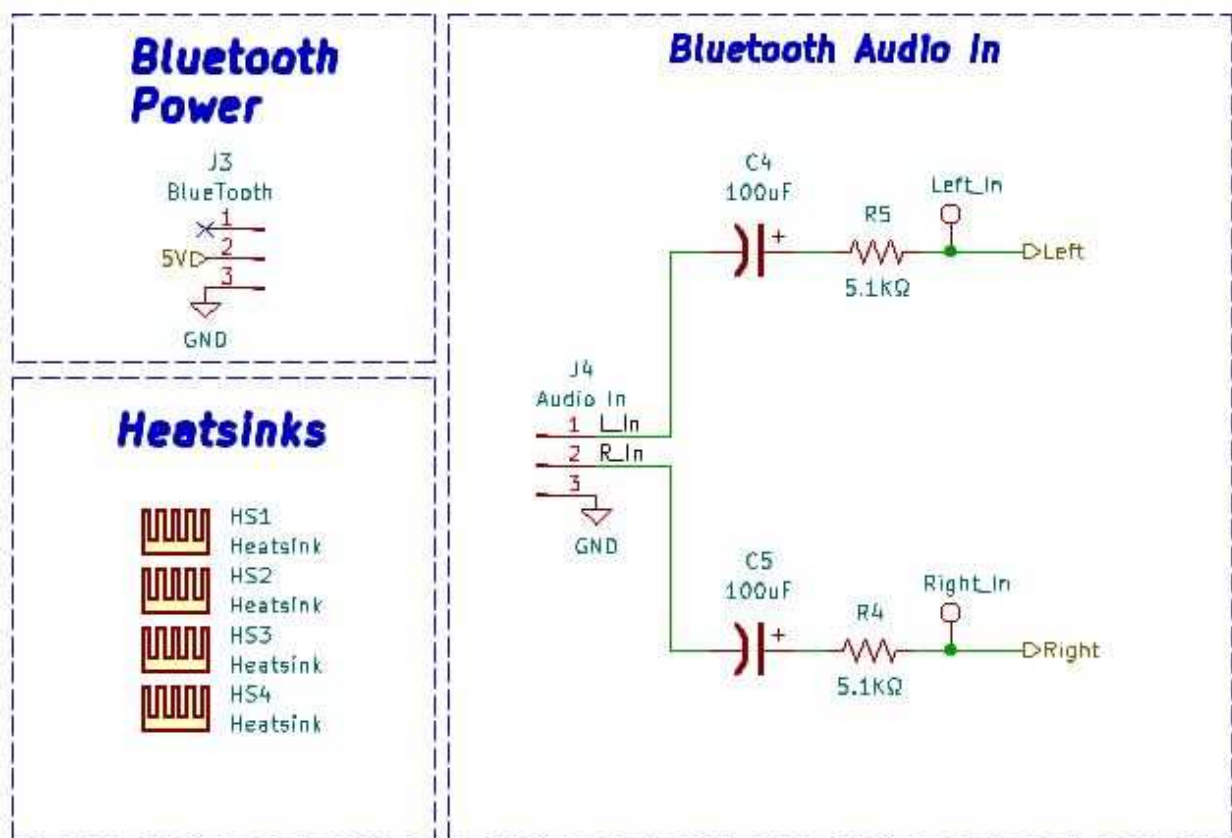 Bluetooth
Power
J3
BlueTooth
1
5V 2
3
GND
Heatsinks
HS1
Heatsink
HS2
Heatsink
HS3
Heatsink
HS4
Heatsink
Bluetooth Audio In
C4
100uF
+
R5
5.1KΩ
Left_In
Left
J4
Audio In
1 L_In
2 R_In
3
GND
C5
100uF
+
R4
5.1KΩ
Right_In
Right